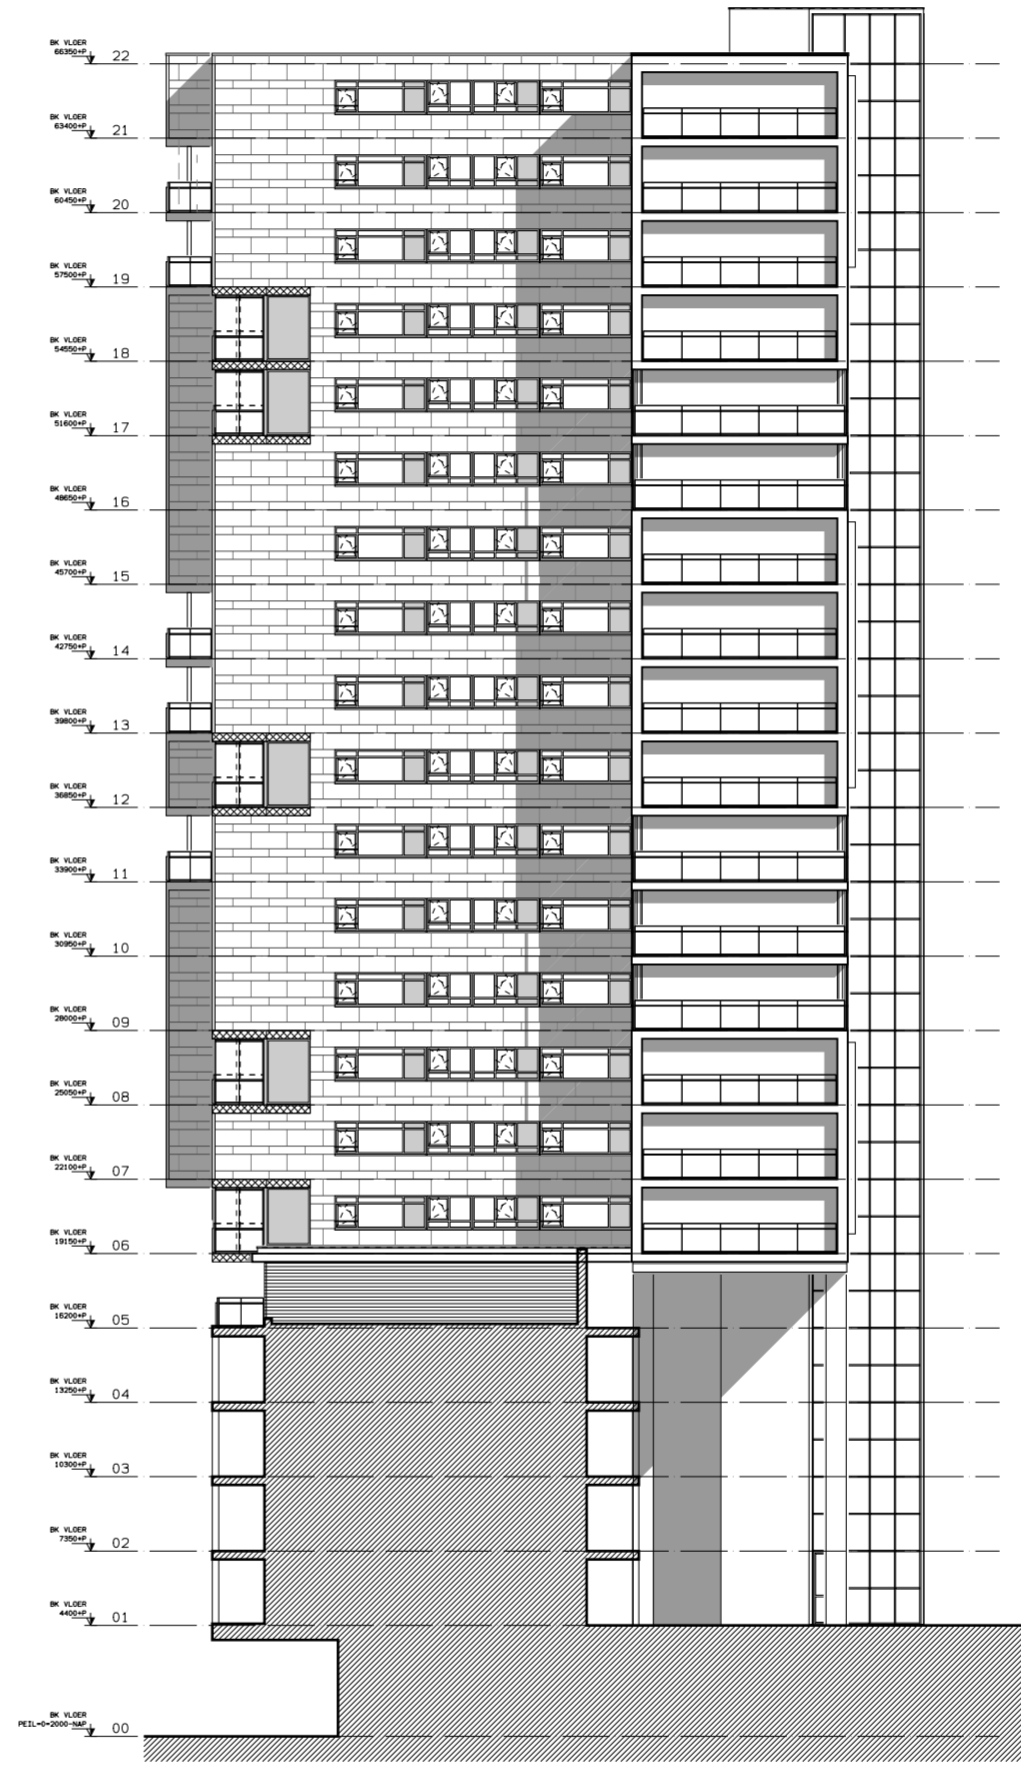 BK VLOER
66350+P
22
BK VLOER
63400+P
21
BK VLOER
60450+P
20
BK VLOER
57500+P
19
BK VLOER
54550+P
18
BK VLOER
51600+P
17
BK VLOER
48650+P
16
BK VLOER
45700+P
15
BK VLOER
42750+P
14
BK VLOER
39800+P
13
BK VLOER
36850+P
12
BK VLOER
33900+P
11
BK VLOER
30950+P
10
BK VLOER
28000+P
09
BK VLOER
25050+P
08
BK VLOER
22100+P
07
BK VLOER
19150+P
06
BK VLOER
16200+P
05
BK VLOER
13250+P
04
BK VLOER
10300+P
03
BK VLOER
7350+P
02
BK VLOER
4400+P
01
BK VLOER
PEIL=0=2000-NAP
00